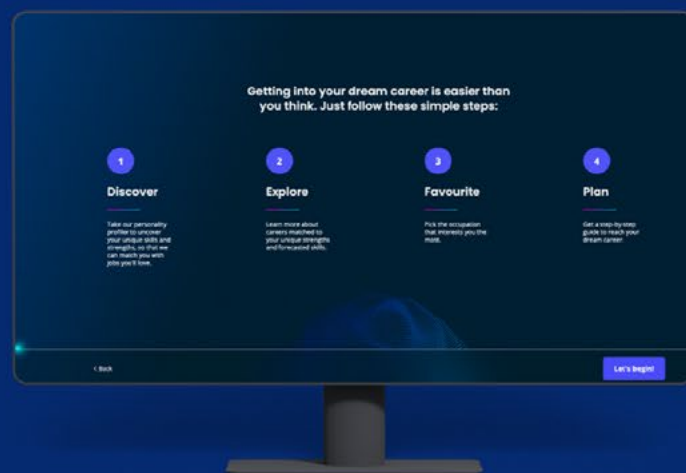 Getting into your dream career is easier than
you think. Just follow these simple steps:
1
Discover
Take our personality
profiler to uncover
your unique skills and
strengths, so that we
can match you with
jobs you'll love.
2
Explore
Learn more about
careers matched to
your unique strengths
and forecasted skills.
3
Favourite
Pick the occupation
that interests you the
most.
4
Plan
Get a step-by-step
guide to reach your
dream career.
< Back
Let's begin!